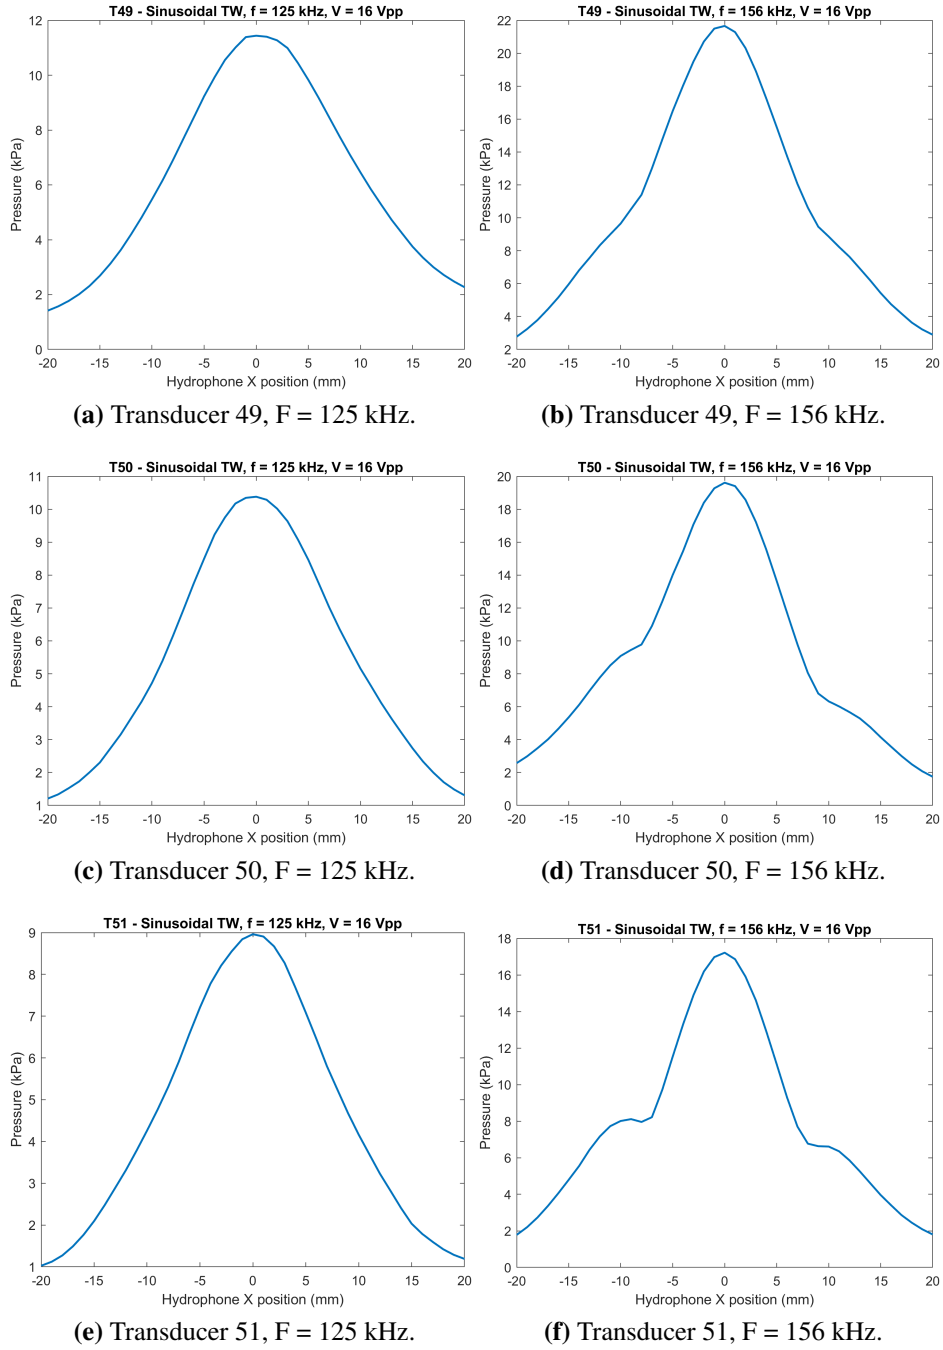 T49 - Sinusoidal TW, f = 125 kHz, V = 16 Vpp
12
10
8
6
4
2
0
Pressure (kPa)
-20 -15 -10 -5 0 5 10 15 20
Hydrophone X position (mm)
(a) Transducer 49, F = 125 kHz.
T49 - Sinusoidal TW, f = 156 kHz, V = 16 Vpp
22
20
18
16
14
12
10
8
6
4
2
Pressure (kPa)
-20 -15 -10 -5 0 5 10 15 20
Hydrophone X position (mm)
(b) Transducer 49, F = 156 kHz.
T50 - Sinusoidal TW, f = 125 kHz, V = 16 Vpp
11
10
9
8
7
6
5
4
3
2
1
Pressure (kPa)
-20 -15 -10 -5 0 5 10 15 20
Hydrophone X position (mm)
(c) Transducer 50, F = 125 kHz.
T50 - Sinusoidal TW, f = 156 kHz, V = 16 Vpp
20
18
16
14
12
10
8
6
4
2
0
Pressure (kPa)
-20 -15 -10 -5 0 5 10 15 20
Hydrophone X position (mm)
(d) Transducer 50, F = 156 kHz.
T51 - Sinusoidal TW, f = 125 kHz, V = 16 Vpp
9
8
7
6
5
4
3
2
1
Pressure (kPa)
-20 -15 -10 -5 0 5 10 15 20
Hydrophone X position (mm)
(e) Transducer 51, F = 125 kHz.
T51 - Sinusoidal TW, f = 156 kHz, V = 16 Vpp
18
16
14
12
10
8
6
4
2
0
Pressure (kPa)
-20 -15 -10 -5 0 5 10 15 20
Hydrophone X position (mm)
(f) Transducer 51, F = 156 kHz.